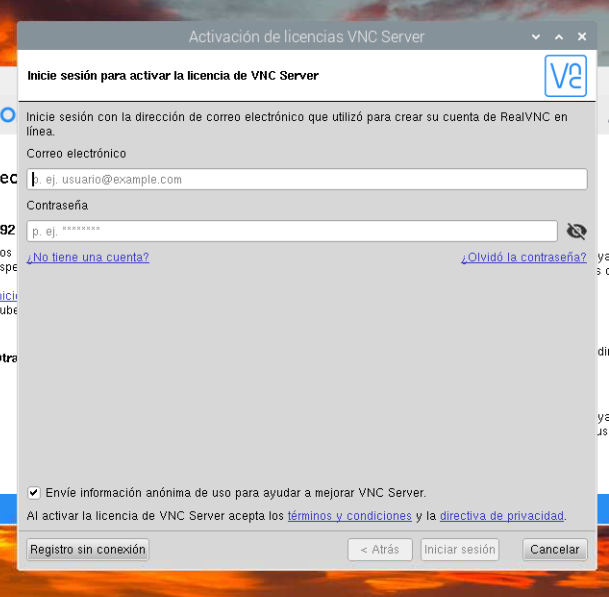 Activación de licencias VNC Server
Inicie sesión para activar la licencia de VNC Server
Inicie sesión con la dirección de correo electrónico que utilizó para crear su cuenta de RealVNC en
línea.
Correo electrónico
p. ej. usuario@example.com
Contraseña
p. ej. ********
¿No tiene una cuenta?
¿Olvidó la contraseña?
Envíe información anónima de uso para ayudar a mejorar VNC Server.
Al activar la licencia de VNC Server acepta los términos y condiciones y la directiva de privacidad.
Registro sin conexión
< Atrás
Iniciar sesión
Cancelar